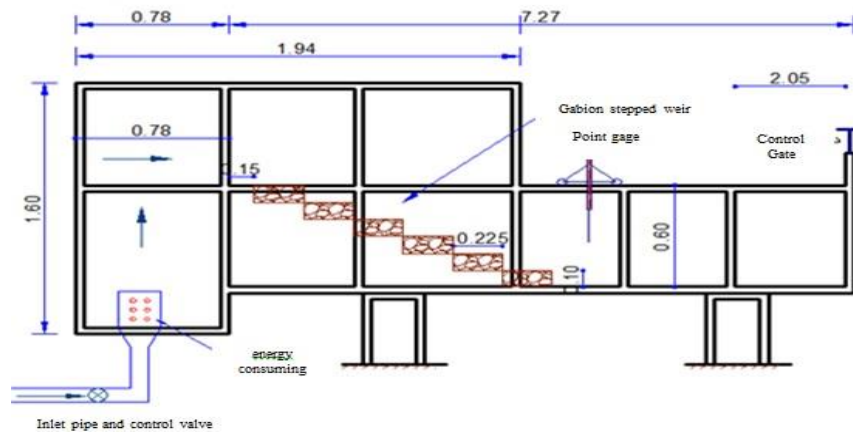 0.78
7.27
1.94
2.05
Gabion stepped weir
Point gage
Control
Gate
0.78
.15
1.60
0.225
0.60
.10
energy
consuming
Inlet pipe and control valve